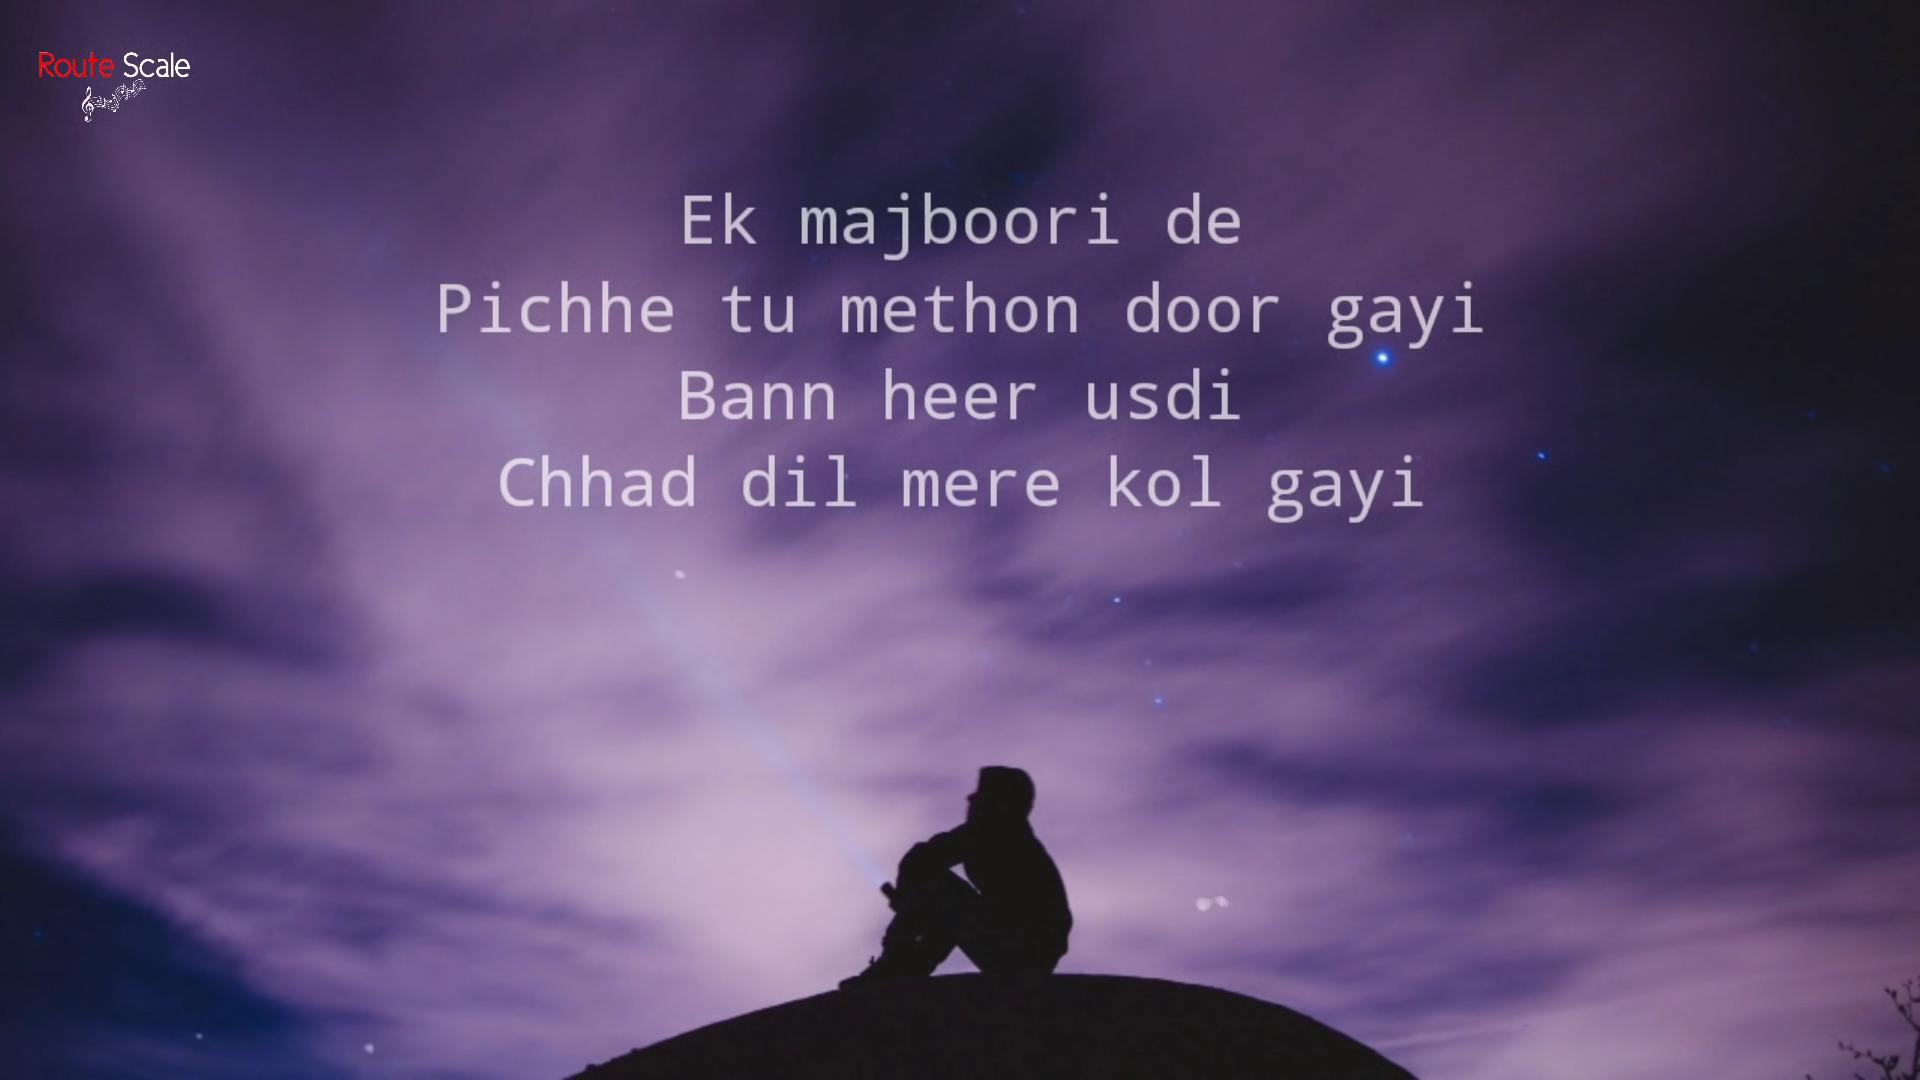 Route Scale
Ek majboori de
Pichhe tu methon door gayi
Bann heer usdi
Chhad dil mere kol gayi